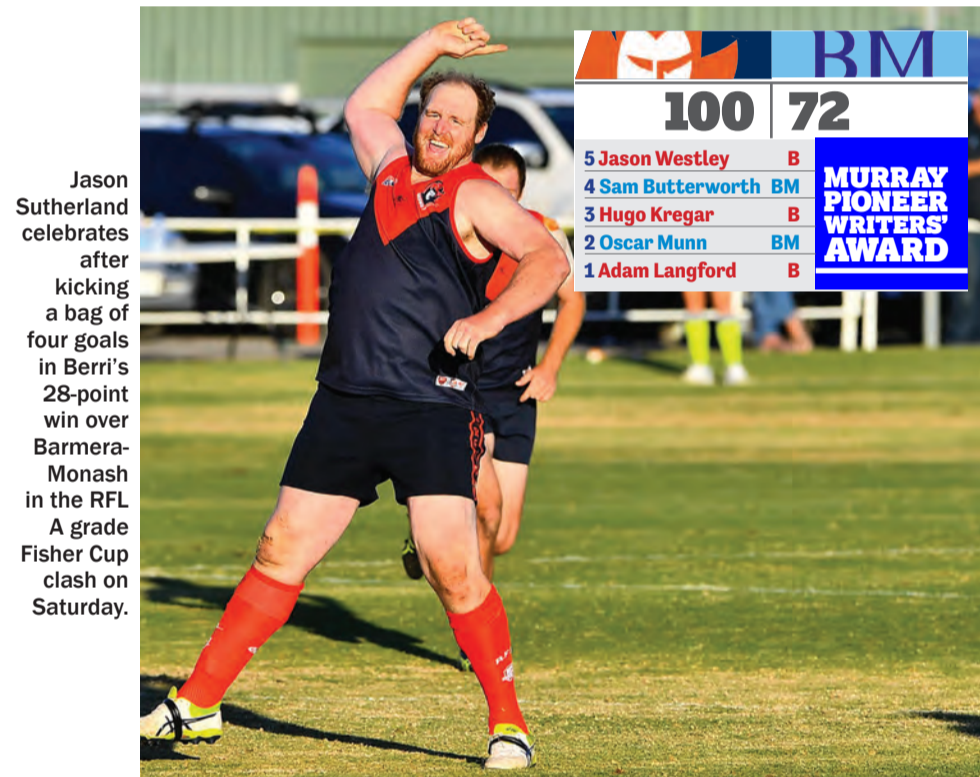 Jason
Sutherland
celebrates
after
kicking
a bag of
four goals
in Berri's
28-point
win over
Barmera-
Monash
in the RFL
A grade
Fisher Cup
clash on
Saturday.
BM
100 72
5 Jason Westley B
4 Sam Butterworth BM
3 Hugo Kregar B
2 Oscar Munn BM
1 Adam Langford B
MURRAY
PIONEER
WRITERS'
AWARD